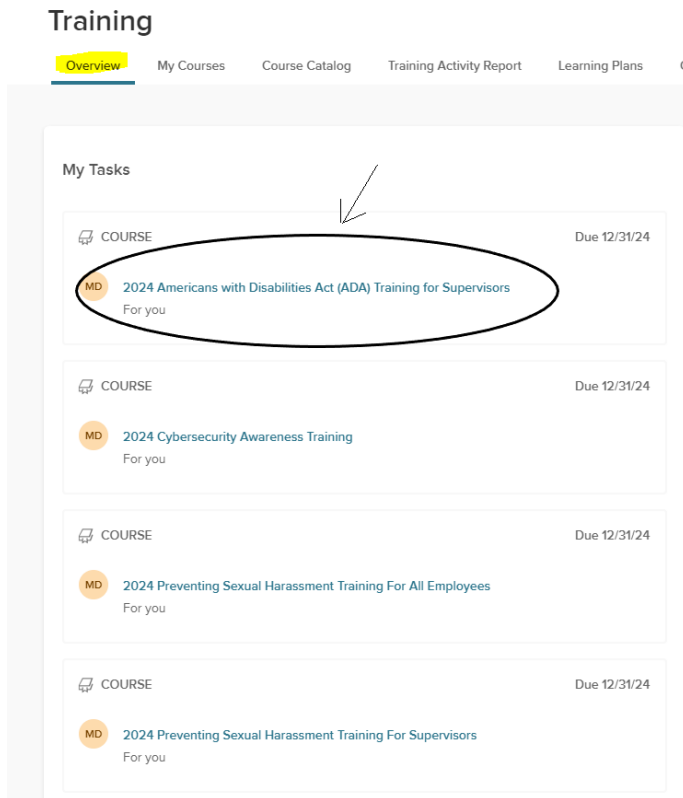 Training
Overview My Courses Course Catalog Training Activity Report Learning Plans
My Tasks
COURSE Due 12/31/24
MD 2024 Americans with Disabilities Act (ADA) Training for Supervisors
For you
COURSE Due 12/31/24
MD 2024 Cybersecurity Awareness Training
For you
COURSE Due 12/31/24
MD 2024 Preventing Sexual Harassment Training For All Employees
For you
COURSE Due 12/31/24
MD 2024 Preventing Sexual Harassment Training For Supervisors
For you